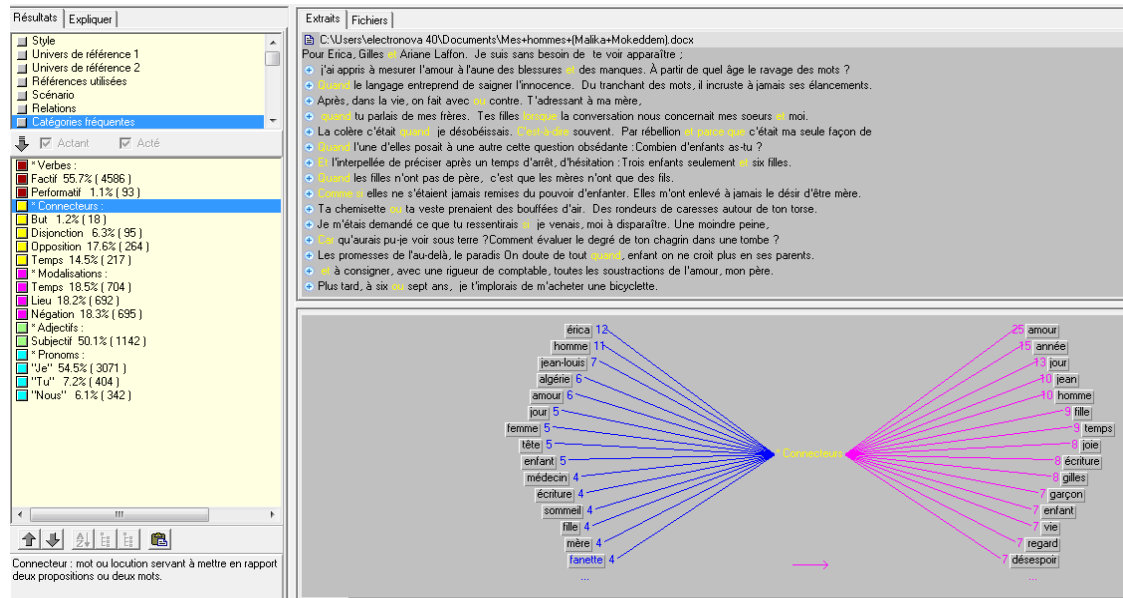 Résultats
Expliquer
Style
Univers de référence 1
Univers de référence 2
Références utilisées
Scénario
Relations
Catégories fréquentes
Actant
Acté
* Verbes :
Factif 55.7% ( 4586 )
Performatif 1.1% ( 93 )
* Connecteurs :
But 1.2% ( 18 )
Disjonction 6.3% ( 95 )
Opposition 17.6% ( 264 )
Temps 14.5% ( 217 )
* Modalisations :
Temps 18.5% ( 704 )
Lieu 18.2% ( 692 )
Négation 18.3% ( 695 )
* Adjectifs :
Subjectif 50.1% ( 1142 )
* Pronoms :
"Je" 54.5% ( 3071 )
"Tu" 7.2% ( 404 )
"Nous" 6.1% ( 342 )
Connecteur : mot ou locution servant à mettre en rapport
deux propositions ou deux mots.
Extraits
Fichiers
C:\Users\electronova 40\Documents\Mes+hommes+(Malika+Mokeddem).docx
Pour Erica, Gilles et Ariane Laffon. Je suis sans besoin de te voir apparaître ;
j'ai appris à mesurer l'amour à l'aune des blessures et des manques. À partir de quel âge le ravage des mots ?
Quand le langage entreprend de saigner l'innocence. Du tranchant des mots, il incruste à jamais ses élancements.
Après, dans la vie, on fait avec ou contre. T'adressant à ma mère,
quand tu parlais de mes frères. Tes filles lorsque la conversation nous concernait mes soeurs et moi.
La colère c'était quand je désobéissais. C'est-à-dire souvent. Par rébellion et parce que c'était ma seule façon de
Quand l'une d'elles posait à une autre cette question obsédante :Combien d'enfants as-tu ?
Et l'interpellée de préciser après un temps d'arrêt, d'hésitation :Trois enfants seulement et six filles.
Quand les filles n'ont pas de père, c'est que les mères n'ont que des fils.
Comme si elles ne s'étaient jamais remises du pouvoir d'enfanter. Elles m'ont enlevé à jamais le désir d'être mère.
Ta chemisette ou ta veste prenaient des bouffées d'air. Des rondeurs de caresses autour de ton torse.
Je m'étais demandé ce que tu ressentirais si je venais, moi à disparaître. Une moindre peine,
Car qu'aurais pu-je voir sous terre ?Comment évaluer le degré de ton chagrin dans une tombe ?
Les promesses de l'au-delà, le paradis On doute de tout quand, enfant on ne croit plus en ses parents.
et à consigner, avec une rigueur de comptable, toutes les soustractions de l'amour, mon père.
Plus tard, à six ou sept ans, je t'implorais de m'acheter une bicyclette.
érica 12
homme 11
jean-louis 7
algérie 6
amour 6
jour 5
femme 5
tête 5
enfant 5
médecin 4
écriture 4
sommeil 4
fille 4
mère 4
fanette 4
...
* Connecteurs
25 amour
15 année
13 jour
10 jean
10 homme
9 fille
9 temps
8 joie
8 écriture
8 gilles
7 garçon
7 enfant
7 vie
7 regard
7 désespoir
...